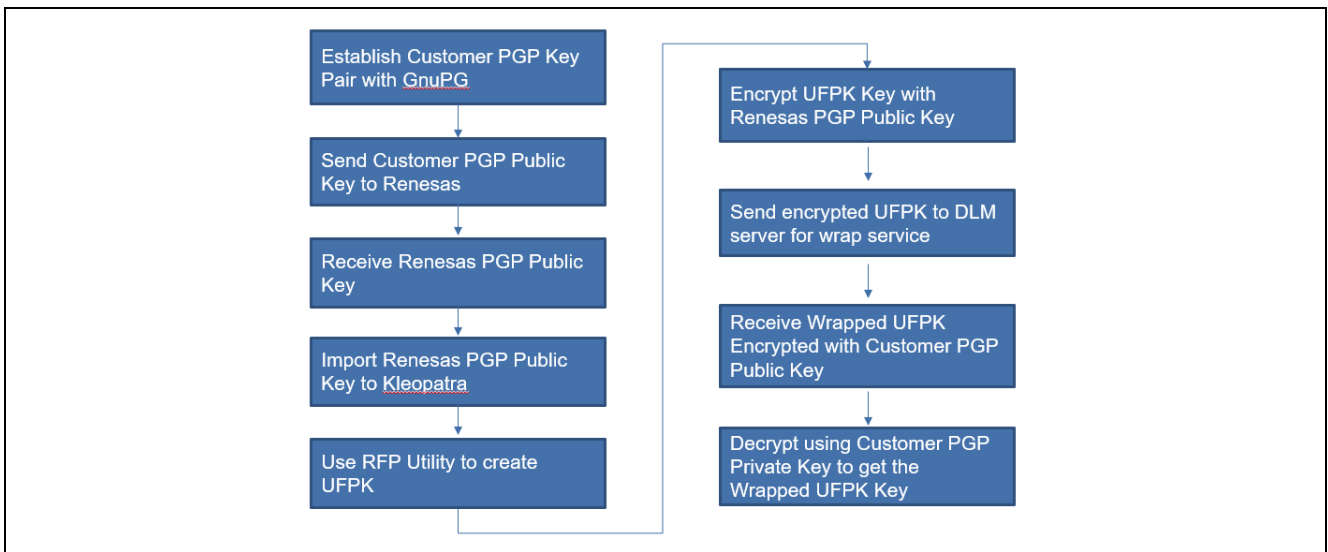 Establish Customer PGP Key
Pair with GnuPG
Send Customer PGP Public
Key to Renesas
Receive Renesas PGP Public
Key
Import Renesas PGP Public
Key to Kleopatra
Use RFP Utility to create
UFPK
Encrypt UFPK Key with
Renesas PGP Public Key
Send encrypted UFPK to DLM
server for wrap service
Receive Wrapped UFPK
Encrypted with Customer PGP
Public Key
Decrypt using Customer PGP
Private Key to get the
Wrapped UFPK Key